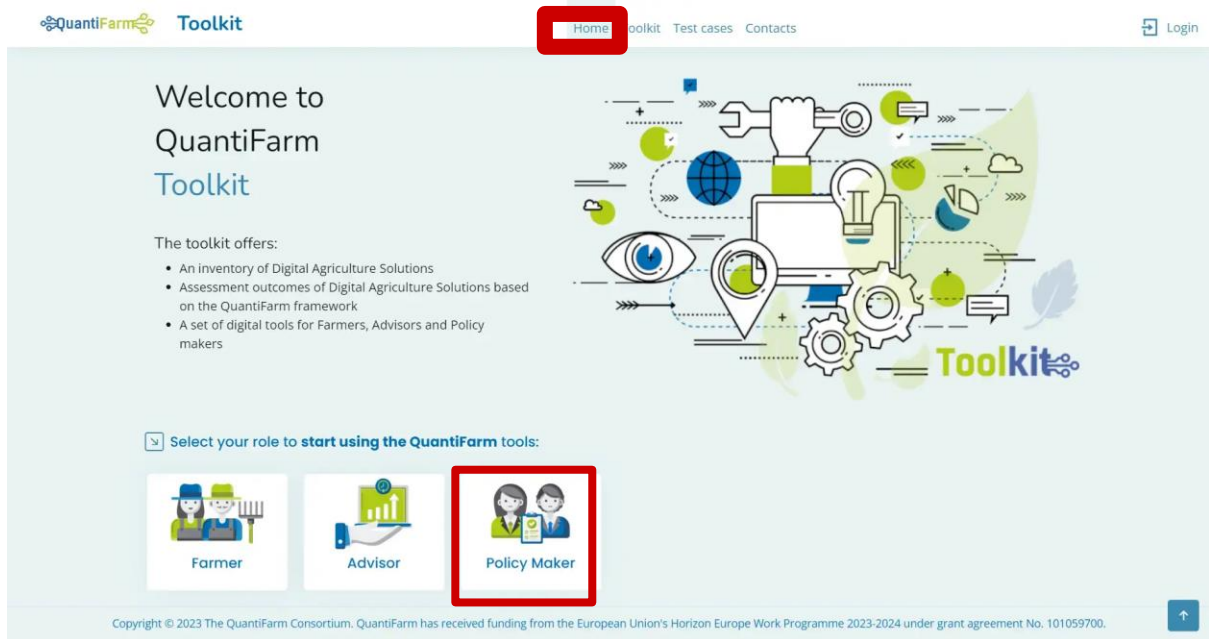 QuantiFarm Toolkit
Home Toolkit Test cases Contacts
Login
Welcome to
QuantiFarm
Toolkit
The toolkit offers:
• An inventory of Digital Agriculture Solutions
• Assessment outcomes of Digital Agriculture Solutions based
on the QuantiFarm framework
• A set of digital tools for Farmers, Advisors and Policy
makers
Toolkit
Select your role to start using the QuantiFarm tools:
Farmer
Advisor
Policy Maker
Copyright © 2023 The QuantiFarm Consortium. QuantiFarm has received funding from the European Union's Horizon Europe Work Programme 2023-2024 under grant agreement No. 101059700.